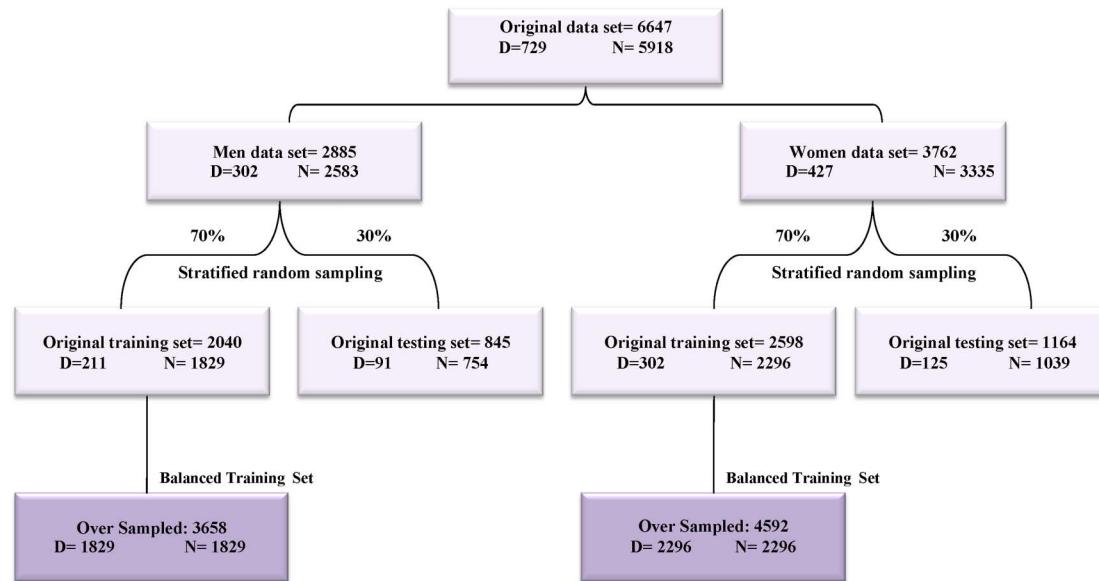 Original data set= 6647
D=729 N= 5918
Men data set= 2885
D=302 N= 2583
Women data set= 3762
D=427 N= 3335
70% 30%
Stratified random sampling
70% 30%
Stratified random sampling
Original training set= 2040
D=211 N= 1829
Original testing set= 845
D=91 N= 754
Original training set= 2598
D=302 N= 2296
Original testing set= 1164
D=125 N= 1039
Balanced Training Set
Balanced Training Set
Over Sampled: 3658
D= 1829 N= 1829
Over Sampled: 4592
D= 2296 N= 2296